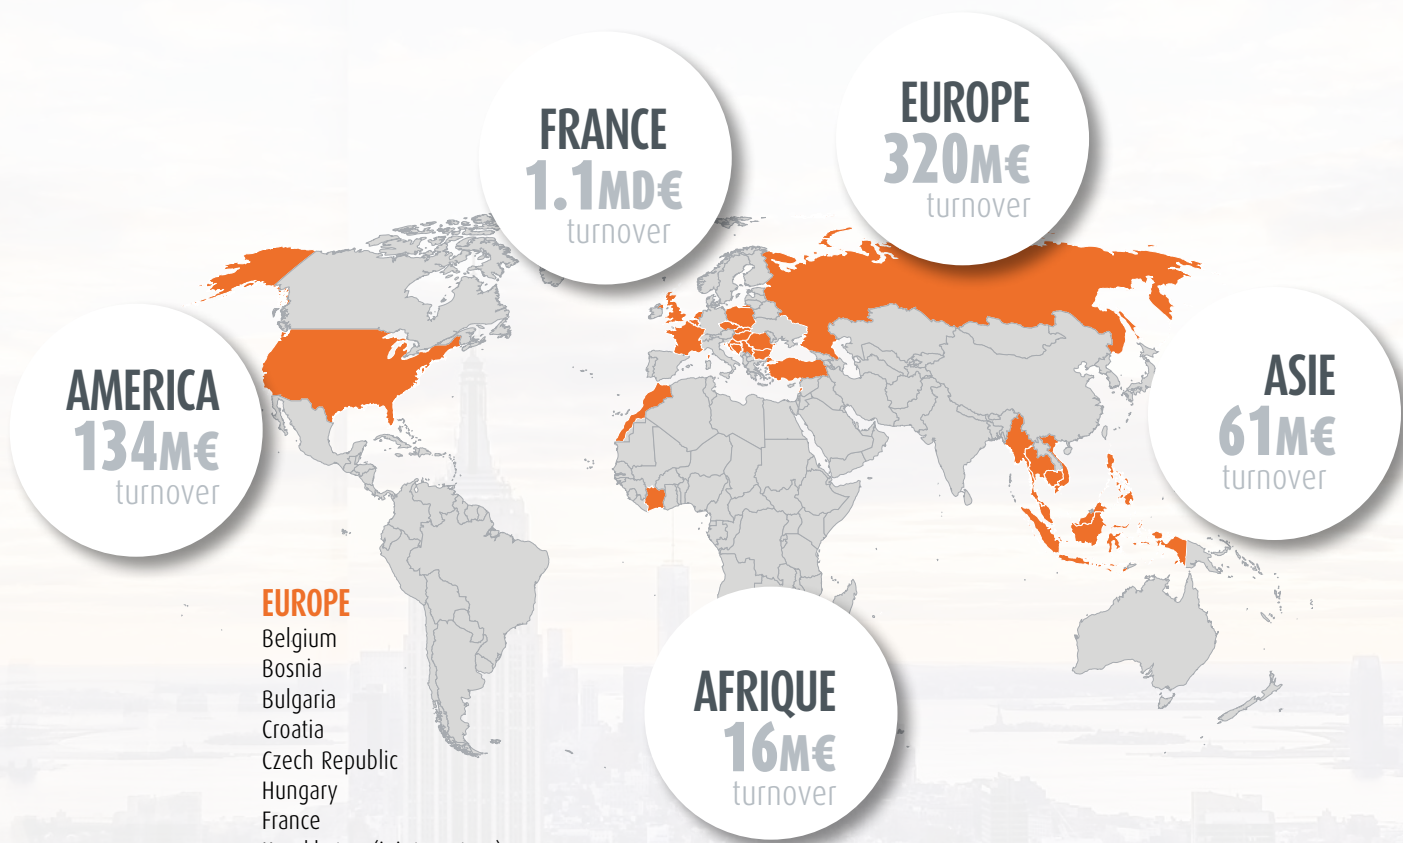 FRANCE
1.1MD€
turnover
EUROPE
320M€
turnover
AMERICA
134M€
turnover
ASIE
61M€
turnover
AFRIQUE
16M€
turnover
EUROPE
Belgium
Bosnia
Bulgaria
Croatia
Czech Republic
Hungary
France